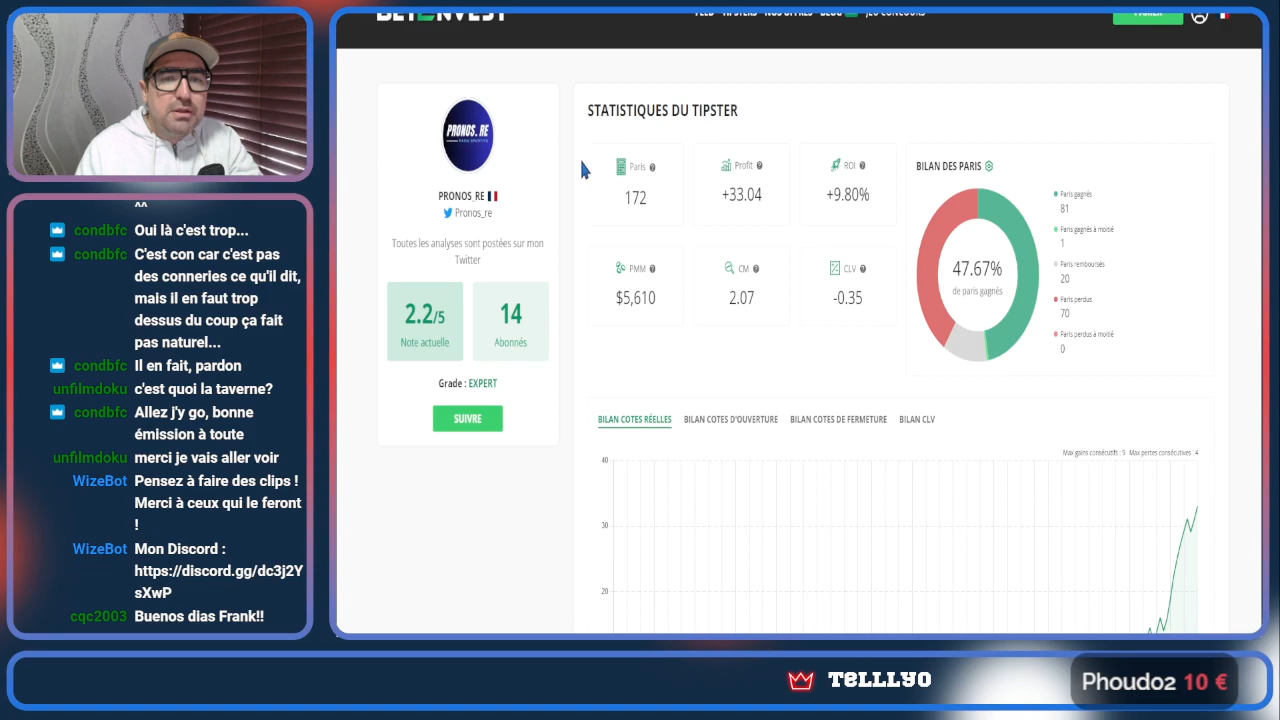 ^^
condbfc Oui là c'est trop...
condbfc C'est con car c'est pas
des conneries ce qu'il dit,
mais il en faut trop
dessus du coup ça fait
pas naturel...
condbfc Il en fait, pardon
unfilmdoku c'est quoi la taverne?
condbfc Allez j'y go, bonne
émission à toute
unfilmdoku merci je vais aller voir
WizeBot Pensez à faire des clips !
Merci à ceux qui le feront
!
WizeBot Mon Discord :
https://discord.gg/dc3j2Y
sXwP
cqc2003 Buenos dias Frank!!
PRONOS.RE
PRONOS_RE
Pronos_re
Toutes les analyses sont postées sur mon
Twitter
2.2/5
Note actuelle
14
Abonnés
Grade : EXPERT
SUIVRE
STATISTIQUES DU TIPSTER
Paris
172
Profit
+33.04
ROI
+9.80%
PMM
$5,610
CM
2.07
CLV
-0.35
BILAN DES PARIS
47.67%
de paris gagnés
Paris gagnés
81
Paris gagnés à moitié
1
Paris remboursés
20
Paris perdus
70
Paris perdus à moitié
0
BILAN COTES RÉELLES BILAN COTES D'OUVERTURE BILAN COTES DE FERMETURE BILAN CLV
Max gains consécutifs : 9 Max pertes consécutives : 4
40
30
20
TELLLYO
Phoudo2 10 €